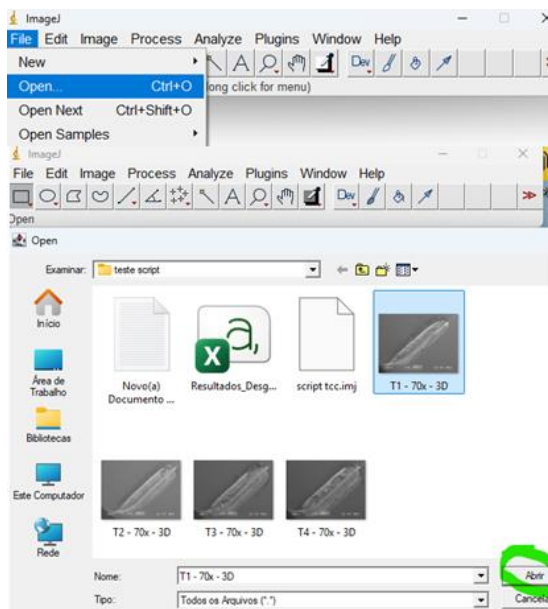 ImageJ
File Edit Image Process Analyze Plugins Window Help
New
Open... Ctrl+O
long click for menu)
Open Next Ctrl+Shift+O
Open Samples
ImageJ
File Edit Image Process Analyze Plugins Window Help
Dev
Open
Open
Examinar: teste script
Início
Área de
Trabalho
Bibliotecas
Este Computador
Rede
Novo(a)
Documento ...
Resultados_Desg...
script tcc.imj
T1 - 70x - 3D
T2 - 70x - 3D
T3 - 70x - 3D
T4 - 70x - 3D
Nome: T1 - 70x - 3D
Abrir
Tipo: Todos os Arquivos (*.*)
Cancela